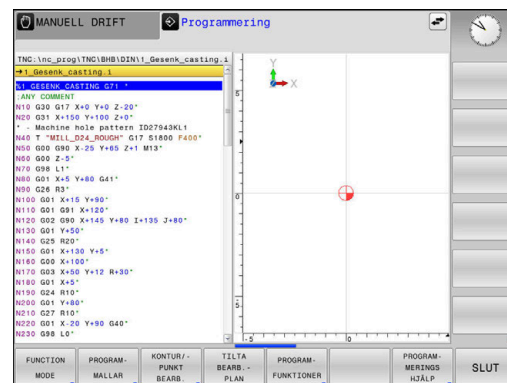 MANUELL DRIFT
Programmering
TNC:\nc_prog\TNC\BHB\DIN\1_Gesenk_casting.i
→1_Gesenk_casting.i
%1_GESENK_CASTING G71 *
;ANY COMMENT
N10 G30 G17 X+0 Y+0 Z-20*
N20 G31 X+150 Y+100 Z+0*
* - Machine hole pattern ID27943KL1
N40 T "MILL_D24_ROUGH" G17 S1800 F400*
N50 G00 G90 X-25 Y+65 Z+1 M13*
N60 G00 Z-5*
N70 G98 L1*
N80 G01 X+5 Y+60 G41*
N90 G26 R3*
N100 G01 X+15 Y+90*
N110 G01 G91 X+120*
N120 G02 G90 X+145 Y+80 I+135 J+80*
N130 G01 Y+50*
N140 G25 R20*
N150 G01 X+130 Y+5*
N160 G00 X+100*
N170 G03 X+50 Y+12 R+30*
N180 G01 X+5*
N190 G24 R10*
N200 G01 Y+80*
N210 G27 R10*
N220 G01 X-20 Y+90 G40*
N230 G98 L0*
Y
X
5
0
5
-5
0
FUNCTION MODE
PROGRAM- MALLAR
KONTUR/- PUNKT BEARB.
TILTA BEARB.- PLAN
PROGRAM- FUNKTIONER
PROGRAM- MERINGS HJÄLP
SLUT